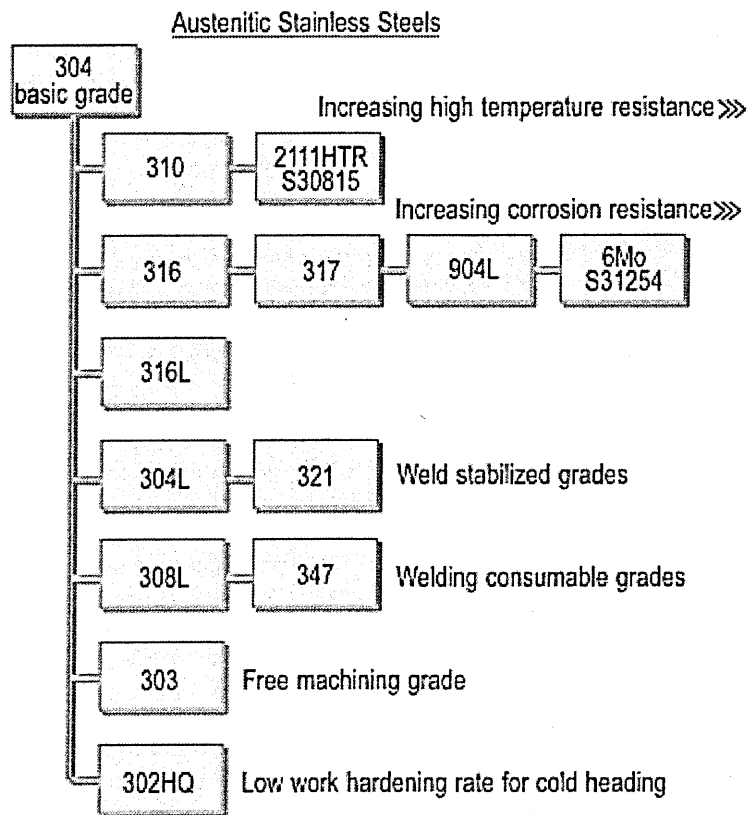 Austenitic Stainless Steels
304
basic grade
Increasing high temperature resistance >>>
310
2111HTR
S30815
Increasing corrosion resistance>>>
316
317
904L
6Mo
S31254
316L
304L
321
Weld stabilized grades
308L
347
Welding consumable grades
303
Free machining grade
302HQ
Low work hardening rate for cold heading